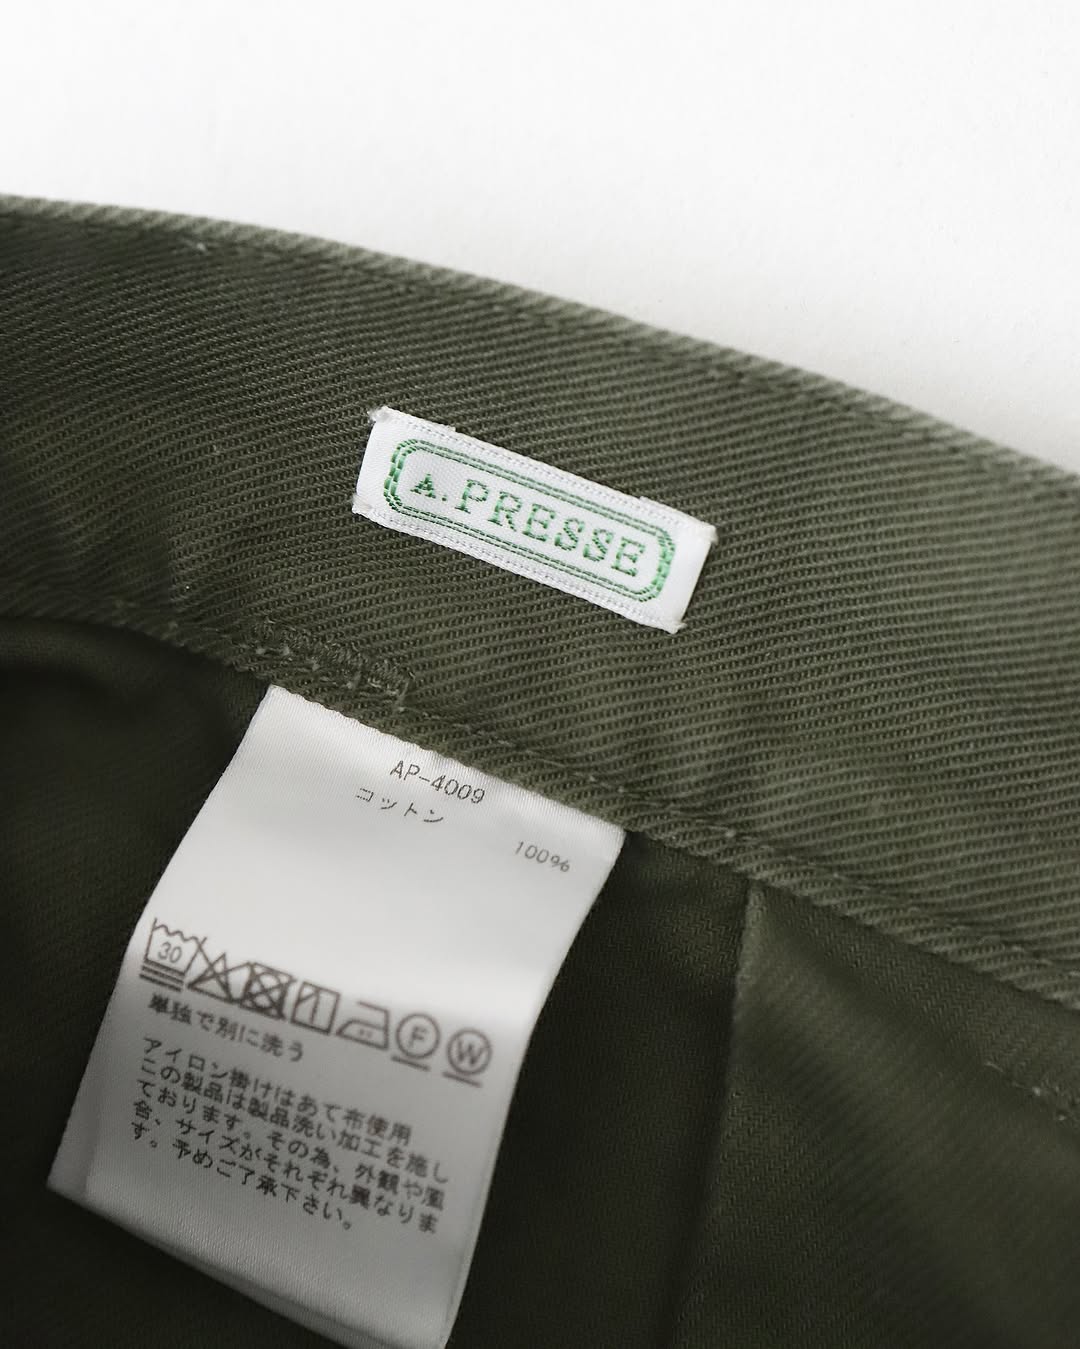 A.PRESSE
AP-4009
コットン
100%
30
F
W
単独で別に洗う
アイロン掛けはあて布使用
この製品は製品洗い加工を施し
ております。その為、外観や風
合、サイズがそれぞれ異なりま
す。予めご了承下さい。